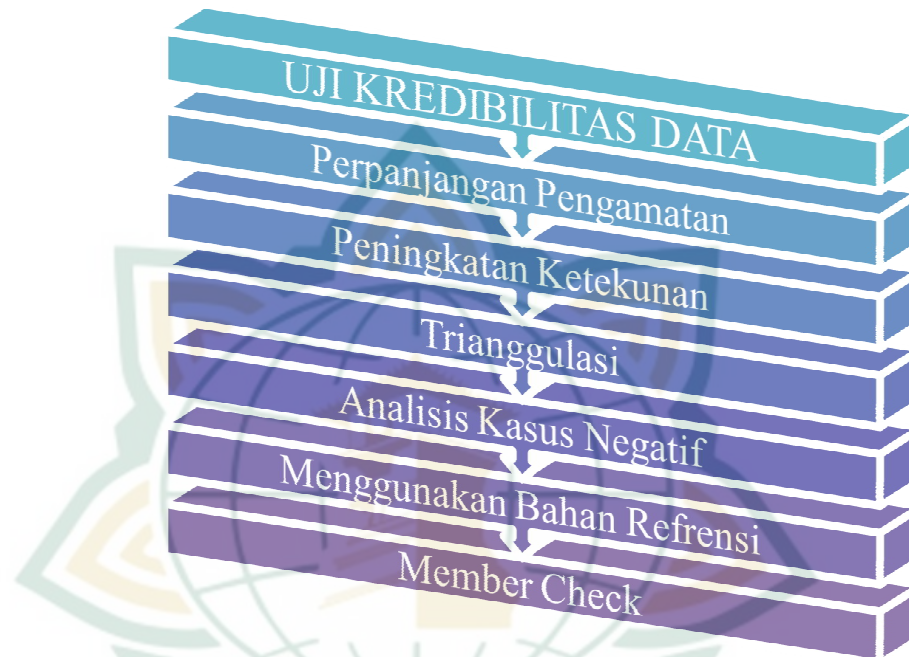 UJI KREDIBILITAS DATA
Perpanjangan Pengamatan
Peningkatan Ketekunan
Trianggulasi
Analisis Kasus Negatif
Menggunakan Bahan Refrensi
Member Check